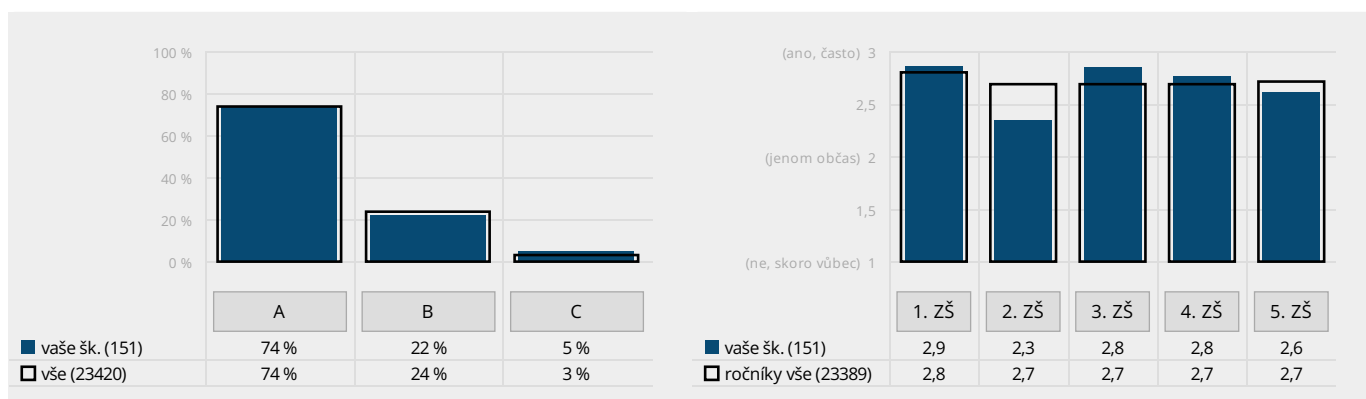 100 %
80 %
60 %
40 %
20 %
0 %
A B C
vaše šk. (151) 74 % 22 % 5 %
vše (23420) 74 % 24 % 3 %
(ano, často) 3
2,5
(jenom občas) 2
1,5
(ne, skoro vůbec) 1
1. ZŠ 2. ZŠ 3. ZŠ 4. ZŠ 5. ZŠ
vaše šk. (151) 2,9 2,3 2,8 2,8 2,6
ročníky vše (23389) 2,8 2,7 2,7 2,7 2,7